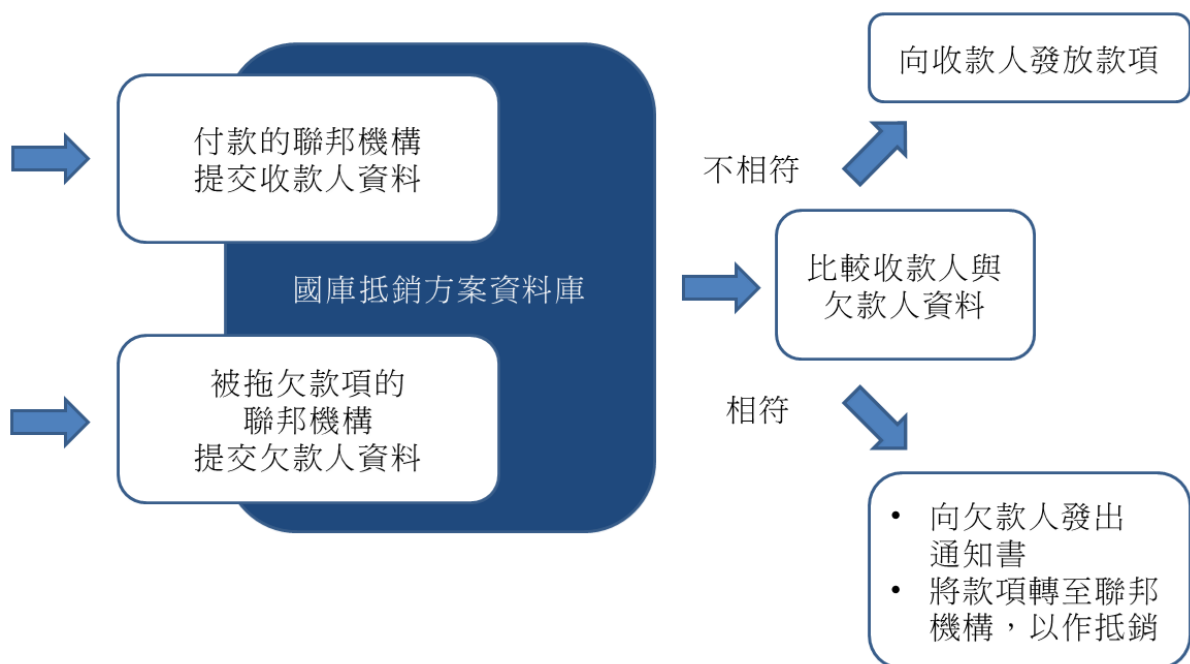 付款的聯邦機構
提交收款人資料
國庫抵銷方案資料庫
被拖欠款項的
聯邦機構
提交欠款人資料
不相符
向收款人發放款項
比較收款人與
欠款人資料
相符
• 向欠款人發出
通知書
• 將款項轉至聯邦
機構，以作抵銷